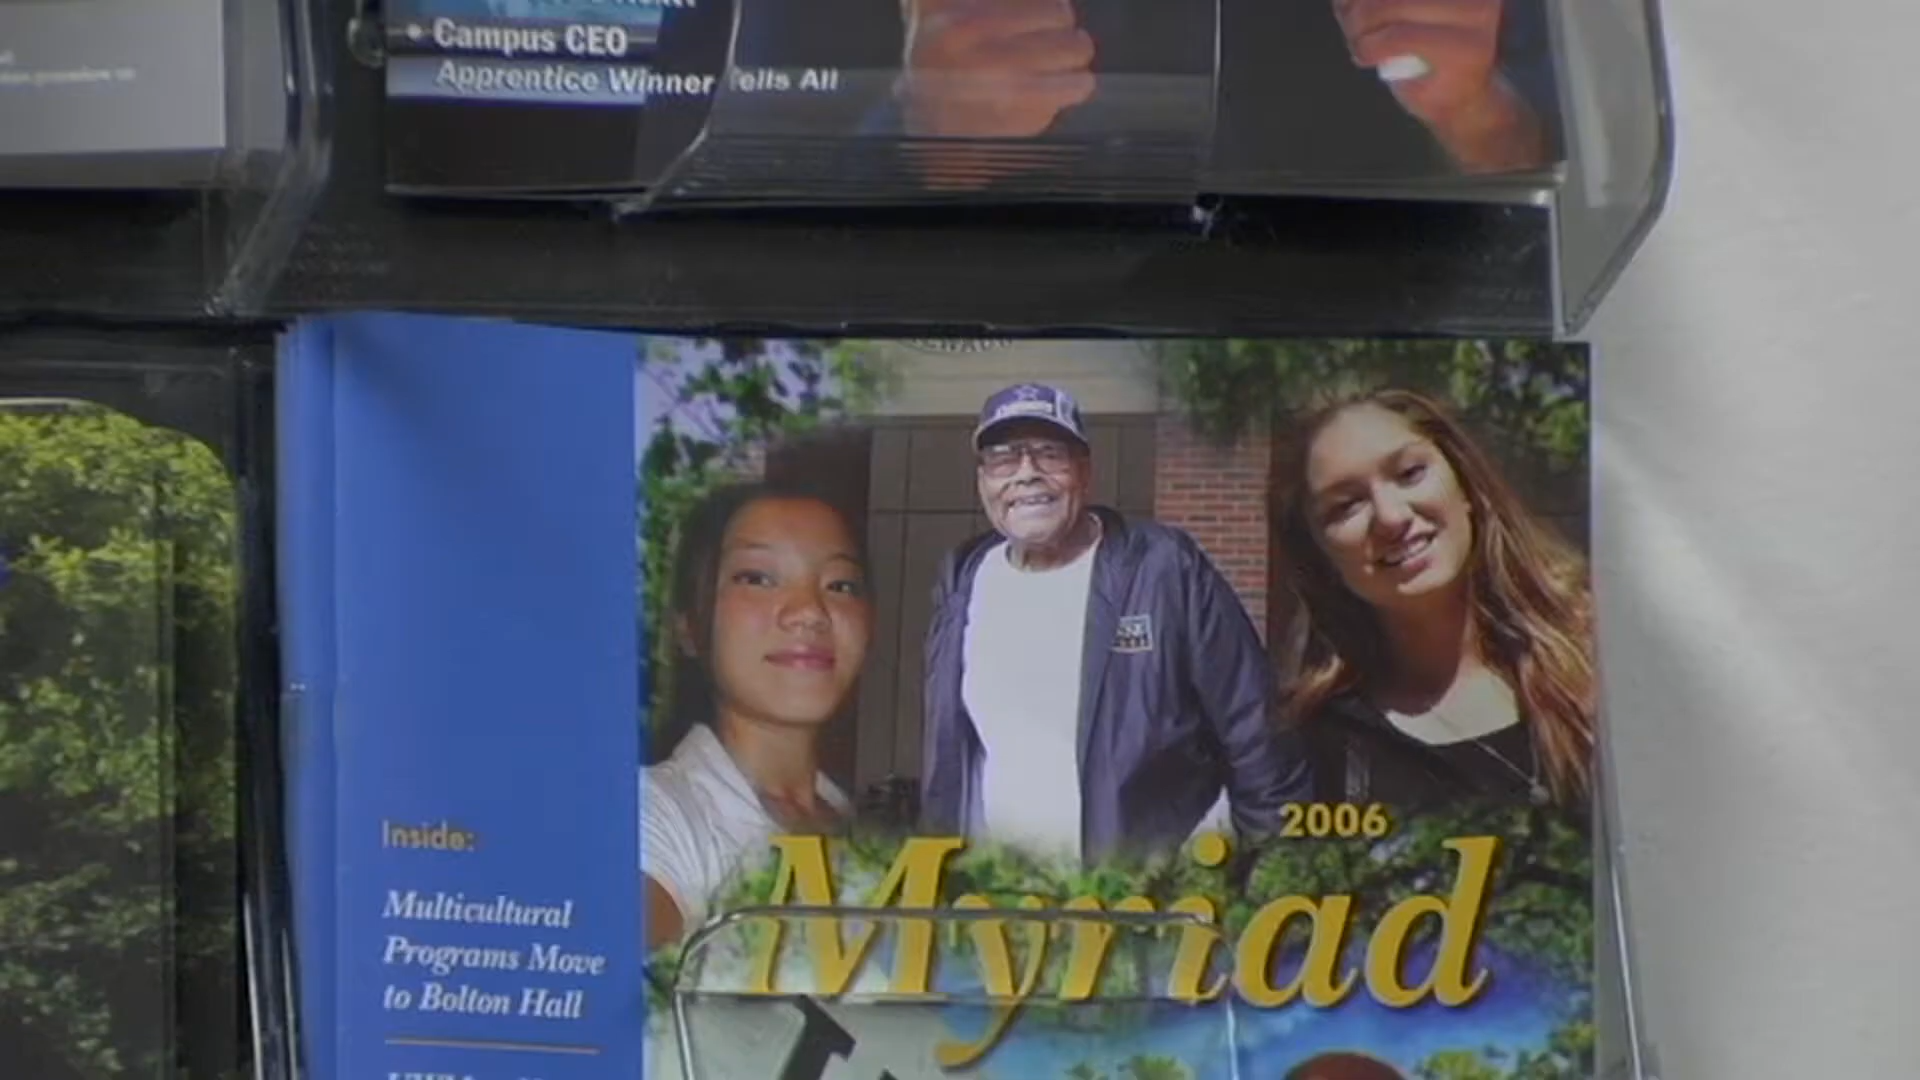 • Campus CEO
Apprentice Winner Tells All
2006
Myriad
Inside:
Multicultural
Programs Move
to Bolton Hall